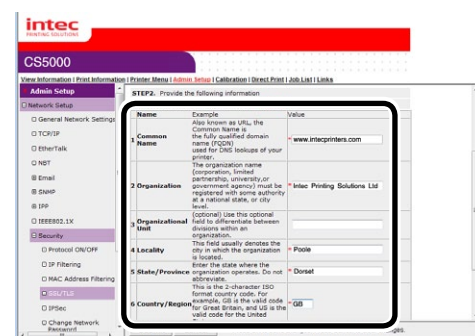 intec
PRINTING SOLUTIONS
CS5000
View Information | Print Information | Printer Menu | Admin Setup | Calibration | Direct Print | Job List | Links
Admin Setup
Network Setup
General Network Settings
TCP/IP
EtherTalk
NBT
Email
SNMP
IPP
IEEE802.1X
Security
Protocol ON/OFF
IP Filtering
MAC Address Filtering
SSL/TLS
IPSec
Change Network
Password
STEP2. Provide the following information
Name Example Value
1 Common Name
Also known as URL, the
Common Name is
the fully qualified domain
name (FQDN)
used for DNS lookups of your
printer.
* www.intecprinters.com
2 Organization
The organization name
(corporation, limited
partnership, university,or
government agency) must be
registered with some authority
at a national state, or city
level.
* Intec Printing Solutions Ltd
3 Organizational Unit
(optional) Use this optional
field to differentiate between
divisions within an
organization.
4 Locality
This field usually denotes the
city in which the organization
is located.
* Poole
5 State/Province
Enter the state where the
organization operates. Do not
abbreviate.
* Dorset
6 Country/Region
This is the 2-character ISO
format country code. For
example, GB is the valid code
for Great Britain, and US is the
valid code for the United
* GB